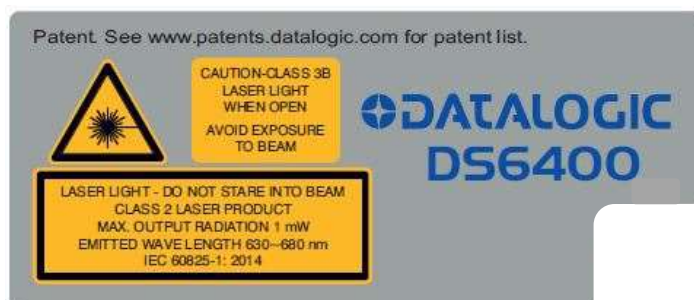 Patent. See www.patents.datalogic.com for patent list.
CAUTION-CLASS 3B
LASER LIGHT
WHEN OPEN
AVOID EXPOSURE
TO BEAM
DATALOGIC
DS6400
LASER LIGHT - DO NOT STARE INTO BEAM
CLASS 2 LASER PRODUCT
MAX. OUTPUT RADIATION 1 mW
EMITTED WAVE LENGTH 630~680 nm
IEC 60825-1: 2014